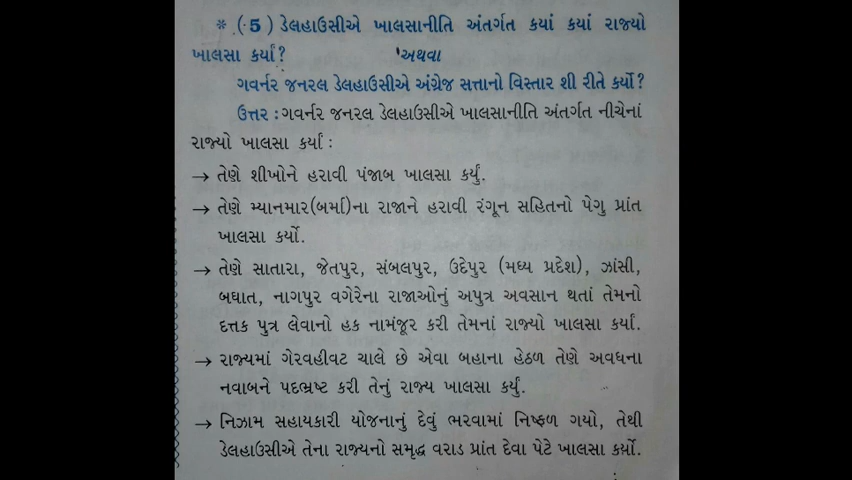 * (5) ડેલહાઉસીએ ખાલસાનીતિ અંતર્ગત કયાં કયાં રાજ્યો
ખાલસા કર્યાં? 'અથવા
ગવર્નર જનરલ ડેલહાઉસીએ અંગ્રેજ સત્તાનો વિસ્તાર શી રીતે કર્યો?
ઉત્તર : ગવર્નર જનરલ ડેલહાઉસીએ ખાલસાનીતિ અંતર્ગત નીચેનાં
રાજ્યો ખાલસા કર્યાં :
→ તેણે શીખોને હરાવી પંજાબ ખાલસા કર્યું.
→ તેણે મ્યાનમાર(બર્મા)ના રાજાને હરાવી રંગૂન સહિતનો પેગુ પ્રાંત
ખાલસા કર્યો.
→ તેણે સાતારા, જેતપુર, સંબલપુર, ઉદેપુર (મધ્ય પ્રદેશ), ઝાંસી,
બઘાત, નાગપુર વગેરેના રાજાઓનું અપુત્ર અવસાન થતાં તેમનો
દત્તક પુત્ર લેવાનો હક નામંજૂર કરી તેમનાં રાજ્યો ખાલસા કર્યાં.
→ રાજ્યમાં ગેરવહીવટ ચાલે છે એવા બહાના હેઠળ તેણે અવધના
નવાબને પદભ્રષ્ટ કરી તેનું રાજ્ય ખાલસા કર્યું.
→ નિઝામ સહાયકારી યોજનાનું દેવું ભરવામાં નિષ્ફળ ગયો, તેથી
ડેલહાઉસીએ તેના રાજ્યનો સમૃદ્ધ વરાડ પ્રાંત દેવા પેટે ખાલસા કર્યો.